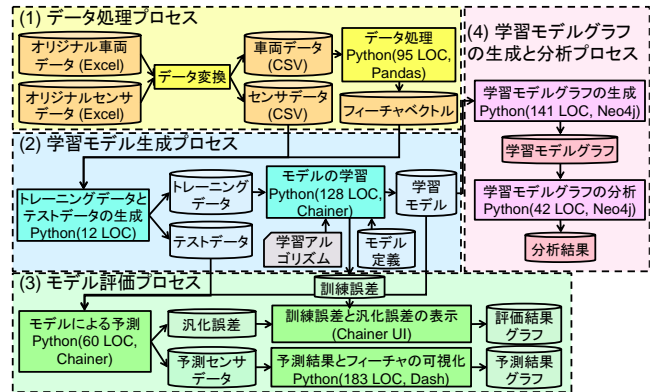 (1) データ処理プロセス
オリジナル車両
データ (Excel)
オリジナルセンサ
データ (Excel)
データ変換
車両データ
(CSV)
センサデータ
(CSV)
データ処理
Python(95 LOC,
Pandas)
フィーチャベクトル
(2) 学習モデル生成プロセス
トレーニングデータと
テストデータの生成
Python(12 LOC)
トレーニング
データ
テストデータ
モデルの学習
Python(128 LOC,
Chainer)
学習アル
ゴリズム
モデル
定義
学習
モデル
(3) モデル評価プロセス
訓練誤差
モデルによる予測
Python(60 LOC,
Chainer)
汎化誤差
予測センサ
データ
訓練誤差と汎化誤差の表示
(Chainer UI)
予測結果とフィーチャの可視化
Python(183 LOC, Dash)
評価結果
グラフ
予測結果
グラフ
(4) 学習モデルグラフ
の生成と分析プロセス
学習モデルグラフの生成
Python(141 LOC, Neo4j)
学習モデルグラフ
学習モデルグラフの分析
Python(42 LOC, Neo4j)
分析結果